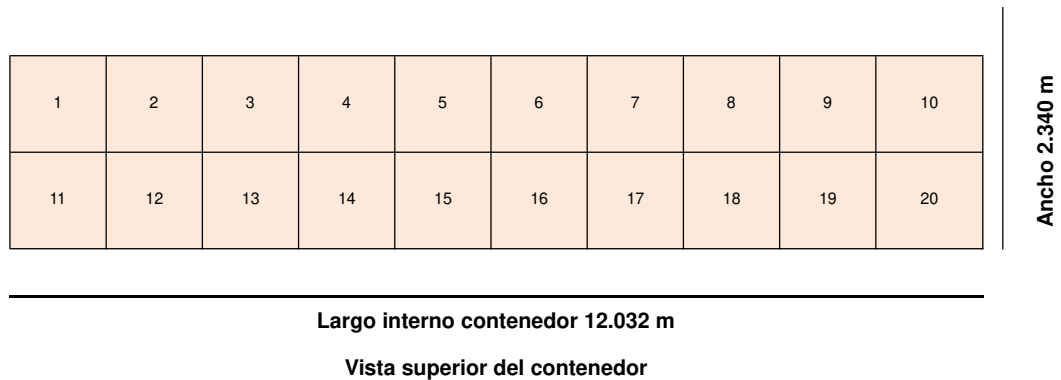 1 2 3 4 5 6 7 8 9 10
11 12 13 14 15 16 17 18 19 20
Ancho 2.340 m
Largo interno contenedor 12.032 m
Vista superior del contenedor